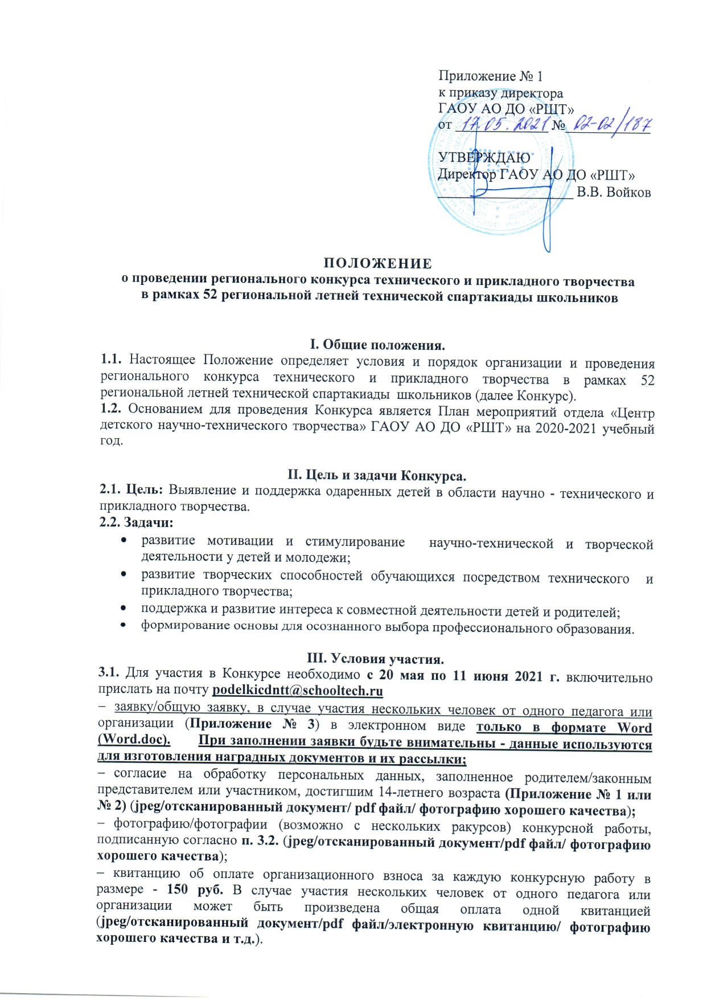 Приложение № 1
к приказу директора
ГАОУ АО ДО «РШТ»
от 17.05.2021 № 02-02/187
УТВЕРЖДАЮ
Директор ГАОУ АО ДО «РШТ»
В.В. Войков
ПОЛОЖЕНИЕ
о проведении регионального конкурса технического и прикладного творчества
в рамках 52 региональной летней технической спартакиады школьников
I. Общие положения.
1.1. Настоящее Положение определяет условия и порядок организации и проведения
регионального конкурса технического и прикладного творчества в рамках 52
региональной летней технической спартакиады школьников (далее Конкурс).
1.2. Основанием для проведения Конкурса является План мероприятий отдела «Центр
детского научно-технического творчества» ГАОУ АО ДО «РШТ» на 2020-2021 учебный
год.
II. Цель и задачи Конкурса.
2.1. Цель: Выявление и поддержка одаренных детей в области научно - технического и
прикладного творчества.
2.2. Задачи:
• развитие мотивации и стимулирование научно-технической и творческой
деятельности у детей и молодежи;
• развитие творческих способностей обучающихся посредством технического и
прикладного творчества;
• поддержка и развитие интереса к совместной деятельности детей и родителей;
• формирование основы для осознанного выбора профессионального образования.
III. Условия участия.
3.1. Для участия в Конкурсе необходимо с 20 мая по 11 июня 2021 г. включительно
прислать на почту podelkicdntt@schooltech.ru
– заявку/общую заявку, в случае участия нескольких человек от одного педагога или
организации (Приложение № 3) в электронном виде только в формате Word
(Word.doc). При заполнении заявки будьте внимательны - данные используются
для изготовления наградных документов и их рассылки;
– согласие на обработку персональных данных, заполненное родителем/законным
представителем или участником, достигшим 14-летнего возраста (Приложение № 1 или
№ 2) (jpeg/отсканированный документ/ pdf файл/ фотографию хорошего качества);
– фотографию/фотографии (возможно с нескольких ракурсов) конкурсной работы,
подписанную согласно п. 3.2. (jpeg/отсканированный документ/pdf файл/ фотографию
хорошего качества);
– квитанцию об оплате организационного взноса за каждую конкурсную работу в
размере - 150 руб. В случае участия нескольких человек от одного педагога или
организации может быть произведена общая оплата одной квитанцией
(jpeg/отсканированный документ/pdf файл/электронную квитанцию/ фотографию
хорошего качества и т.д.).